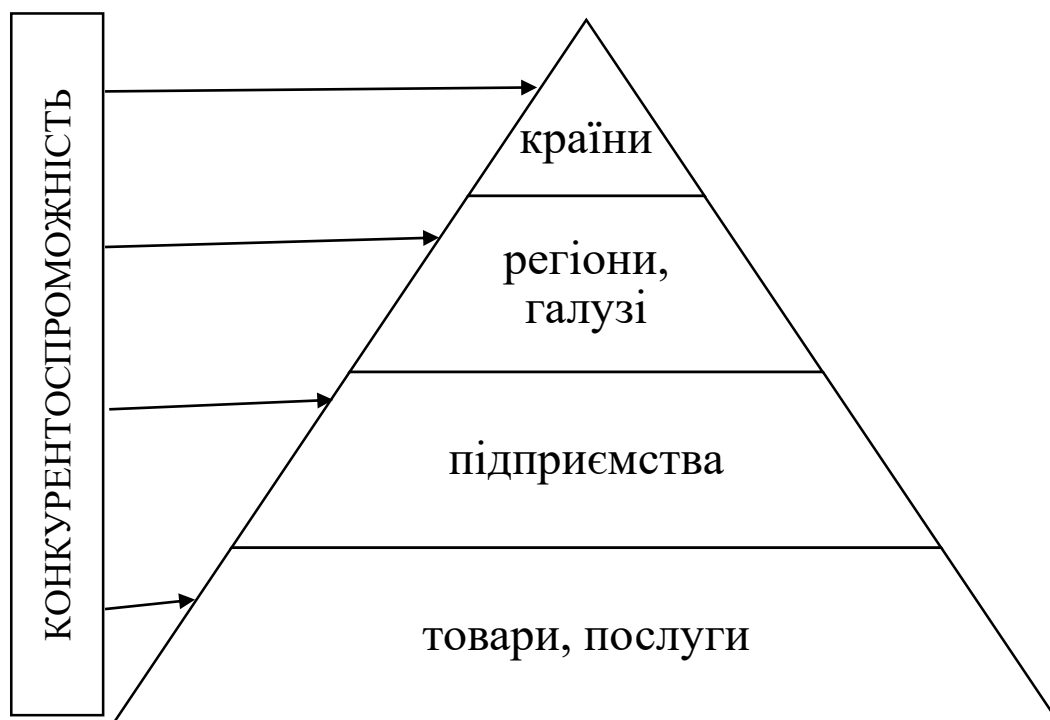 КОНКУРЕНТОСПРОМОЖНІСТЬ
країни
регіони,
галузі
підприємства
товари, послуги